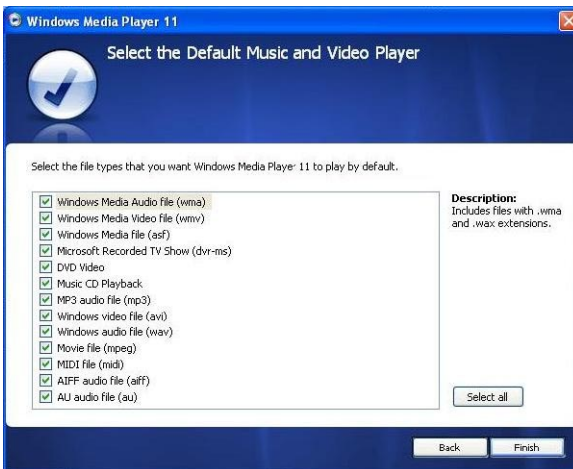 Windows Media Player 11
Select the Default Music and Video Player
Select the file types that you want Windows Media Player 11 to play by default.
Windows Media Audio file (wma)
Windows Media Video file (wmv)
Windows Media file (asf)
Microsoft Recorded TV Show (dvr-ms)
DVD Video
Music CD Playback
MP3 audio file (mp3)
Windows video file (avi)
Windows audio file (wav)
Movie file (mpeg)
MIDI file (midi)
AIFF audio file (aiff)
AU audio file (au)
Description:
Includes files with .wma
and .wax extensions.
Select all
Back
Finish